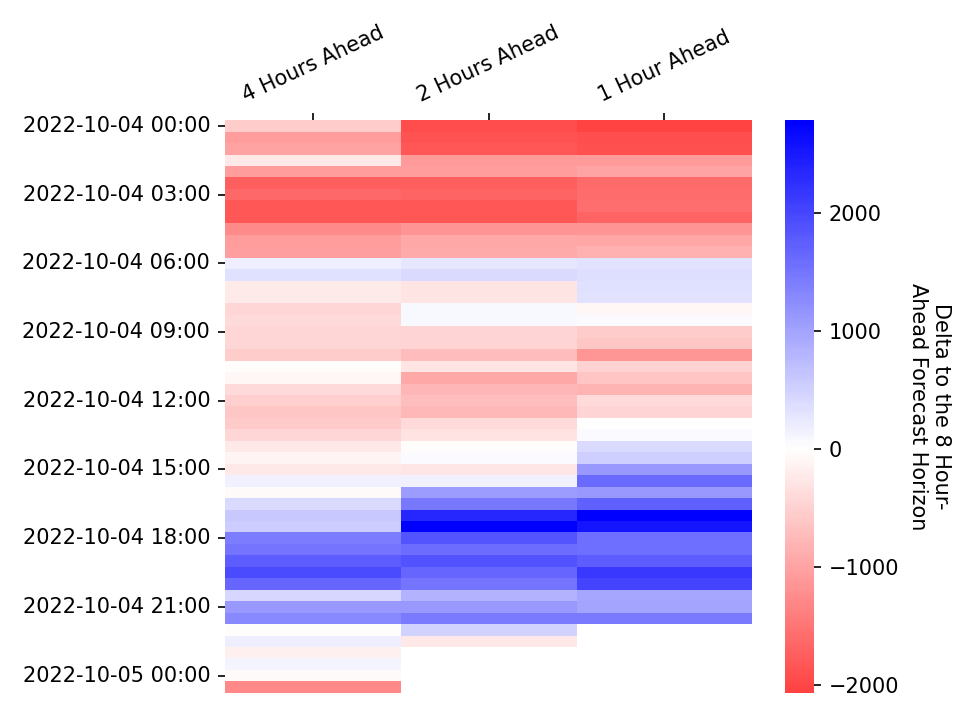 4 Hours Ahead
2 Hours Ahead
1 Hour Ahead
2022-10-04 00:00
2022-10-04 03:00
2022-10-04 06:00
2022-10-04 09:00
2022-10-04 12:00
2022-10-04 15:00
2022-10-04 18:00
2022-10-04 21:00
2022-10-05 00:00
2000
1000
0
−1000
−2000
Delta to the 8 Hour-
Ahead Forecast Horizon